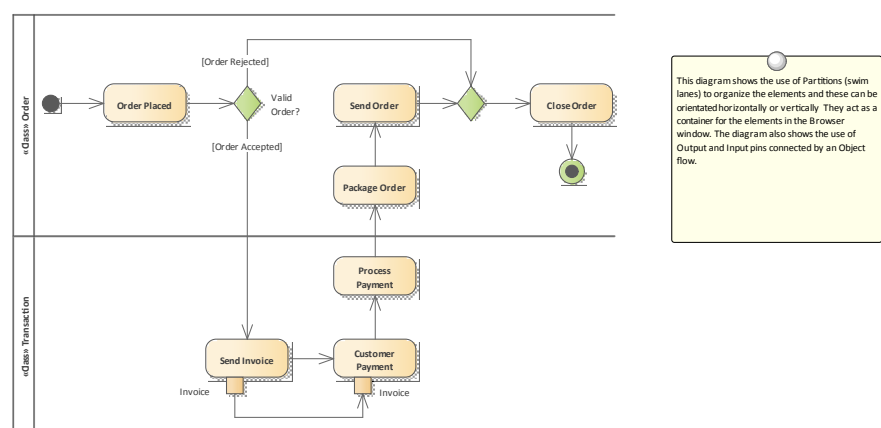 «Class» Order
[Order Rejected]
Order Placed
Valid
Order?
[Order Accepted]
Send Order
Close Order
Package Order
«Class» Transaction
Process
Payment
Send Invoice
Customer
Payment
Invoice
Invoice
This diagram shows the use of Partitions (swim
lanes) to organize the elements and these can be
orientated horizontally or vertically They act as a
container for the elements in the Browser
window. The diagram also shows the use of
Output and Input pins connected by an Object
flow.